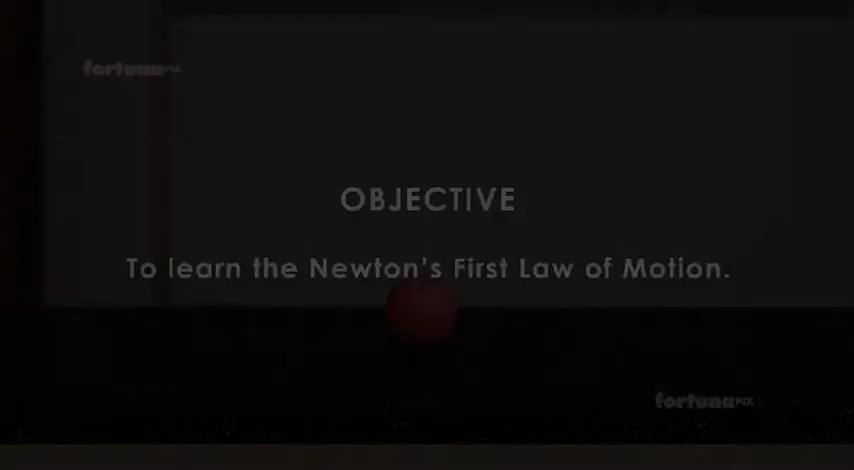 fortunaPIX
OBJECTIVE
To learn the Newton's First Law of Motion.
fortunaPIX